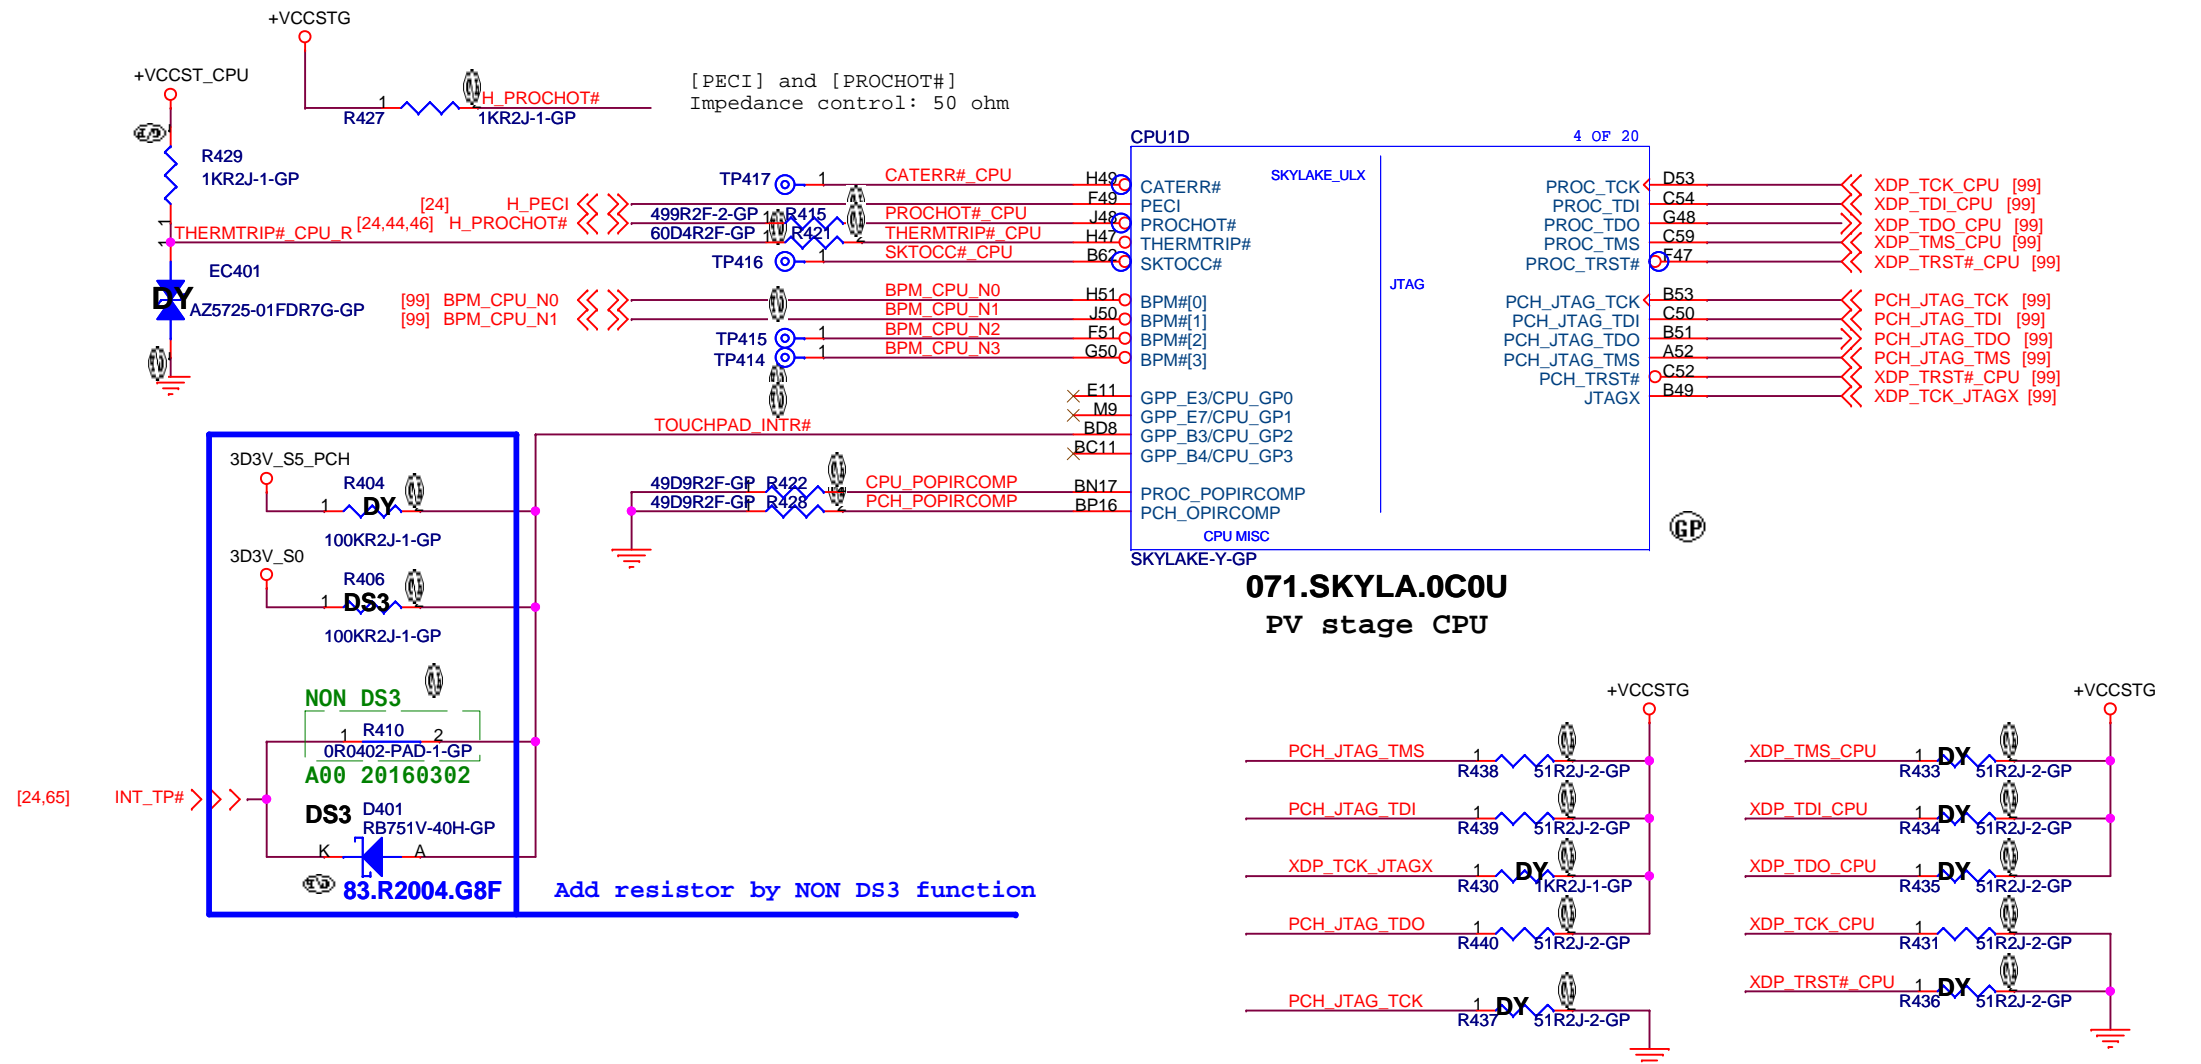 +VCCSTG
+VCCST_CPU
1
H_PROCHOT#
R427
1KR2J-1-GP
[PECI] and [PROCHOT#]
Impedance control: 50 ohm
R429
1KR2J-1-GP
1
THERMTRIP#_CPU_R
1
EC401
DY
AZ5725-01FDR7G-GP
TP417
1
CATERR#_CPU
H49
[24]
H_PECI
F49
[24,44,46]
H_PROCHOT#
499R2F-2-GP
R415
PROCHOT#_CPU
J48
60D4R2F-GP
R421
THERMTRIP#_CPU
H47
TP416
1
SKTOCC#_CPU
B62
[99]
BPM_CPU_N0
BPM_CPU_N0
H51
[99]
BPM_CPU_N1
BPM_CPU_N1
J50
TP415
1
BPM_CPU_N2
F51
TP414
1
BPM_CPU_N3
G50
E11
M9
TOUCHPAD_INTR#
BD8
BC11
49D9R2F-GP
R422
CPU_POPIRCOMP
BN17
49D9R2F-GP
R428
PCH_POPIRCOMP
BP16
CPU1D
4 OF 20
SKYLAKE_ULX
CATERR#
PECI
PROCHOT#
THERMTRIP#
SKTOCC#
BPM#[0]
BPM#[1]
BPM#[2]
BPM#[3]
GPP_E3/CPU_GP0
GPP_E7/CPU_GP1
GPP_B3/CPU_GP2
GPP_B4/CPU_GP3
PROC_POPIRCOMP
PCH_OPIRCOMP
CPU MISC
JTAG
PROC_TCK
D53
XDP_TCK_CPU [99]
PROC_TDI
C54
XDP_TDI_CPU [99]
PROC_TDO
G48
XDP_TDO_CPU [99]
PROC_TMS
C59
XDP_TMS_CPU [99]
PROC_TRST#
F47
XDP_TRST#_CPU [99]
PCH_JTAG_TCK
B53
PCH_JTAG_TCK [99]
PCH_JTAG_TDI
C50
PCH_JTAG_TDI [99]
PCH_JTAG_TDO
B51
PCH_JTAG_TDO [99]
PCH_JTAG_TMS
A52
PCH_JTAG_TMS [99]
PCH_TRST#
C52
XDP_TRST#_CPU [99]
JTAGX
B49
XDP_TCK_JTAGX [99]
GP
SKYLAKE-Y-GP
071.SKYLA.0C0U
PV stage CPU
3D3V_S5_PCH
R404
1
DY
100KR2J-1-GP
3D3V_S0
R406
1
DS3
100KR2J-1-GP
NON DS3
1
R410
2
0R0402-PAD-1-GP
A00 20160302
[24,65]
INT_TP#
DS3
D401
RB751V-40H-GP
K
A
83.R2004.G8F
Add resistor by NON DS3 function
+VCCSTG
PCH_JTAG_TMS
1
R438
51R2J-2-GP
PCH_JTAG_TDI
1
R439
51R2J-2-GP
XDP_TCK_JTAGX
1
DY
R430
1KR2J-1-GP
PCH_JTAG_TDO
1
R440
51R2J-2-GP
PCH_JTAG_TCK
1
DY
R437
51R2J-2-GP
+VCCSTG
XDP_TMS_CPU
1
DY
R433
51R2J-2-GP
XDP_TDI_CPU
1
DY
R434
51R2J-2-GP
XDP_TDO_CPU
1
DY
R435
51R2J-2-GP
XDP_TCK_CPU
1
R431
51R2J-2-GP
XDP_TRST#_CPU
1
DY
R436
51R2J-2-GP